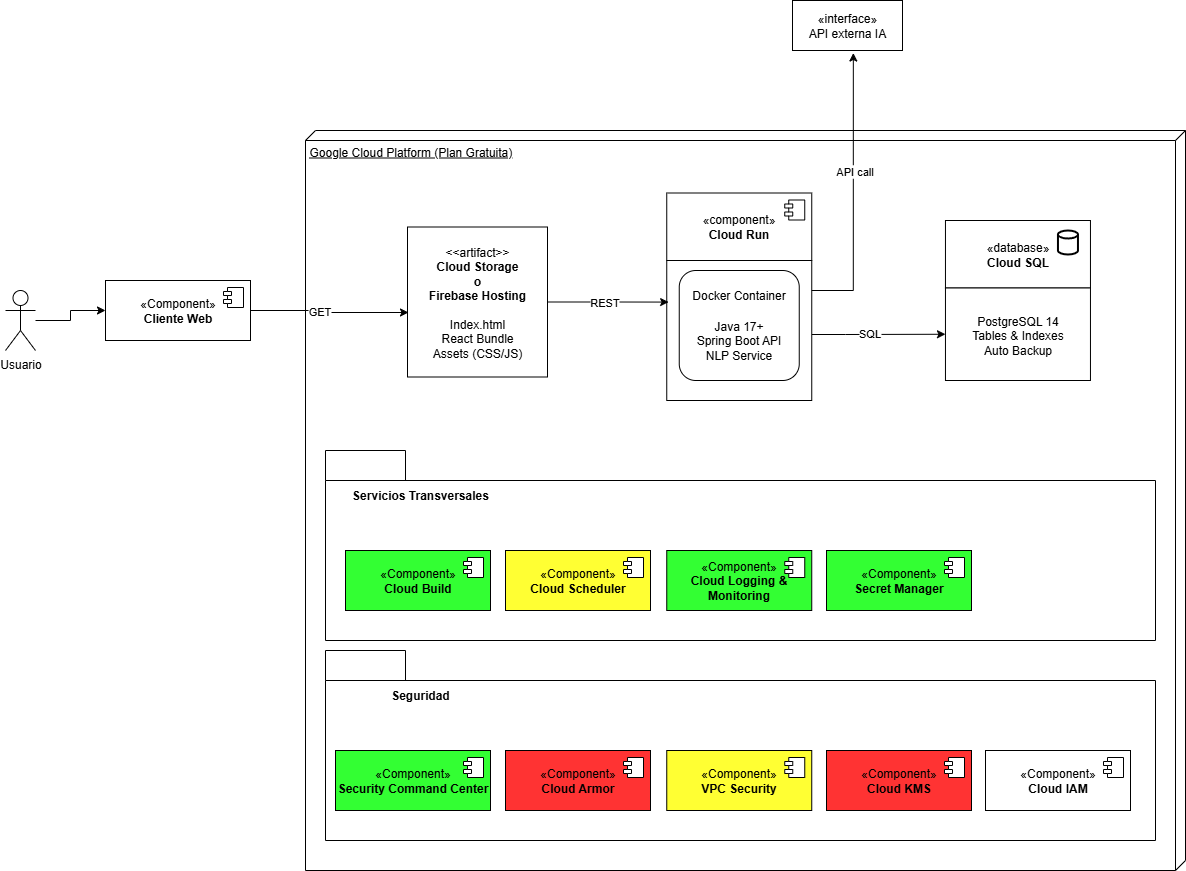 «interface»
API externa IA
Google Cloud Platform (Plan Gratuita)
API call
Usuario
«Component»
Cliente Web
GET
<<artifact>>
Cloud Storage
o
Firebase Hosting
Index.html
React Bundle
Assets (CSS/JS)
REST
«component»
Cloud Run
Docker Container
Java 17+
Spring Boot API
NLP Service
SQL
«database»
Cloud SQL
PostgreSQL 14
Tables & Indexes
Auto Backup
Servicios Transversales
«Component»
Cloud Build
«Component»
Cloud Scheduler
«Component»
Cloud Logging &
Monitoring
«Component»
Secret Manager
Seguridad
«Component»
Security Command Center
«Component»
Cloud Armor
«Component»
VPC Security
«Component»
Cloud KMS
«Component»
Cloud IAM